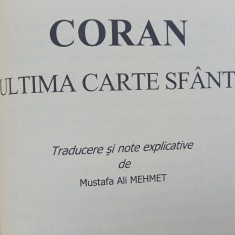 CORAN
ULTIMA CARTE SFÂNT
Traducere şi note explicative
de
Mustafa Ali MEHMET